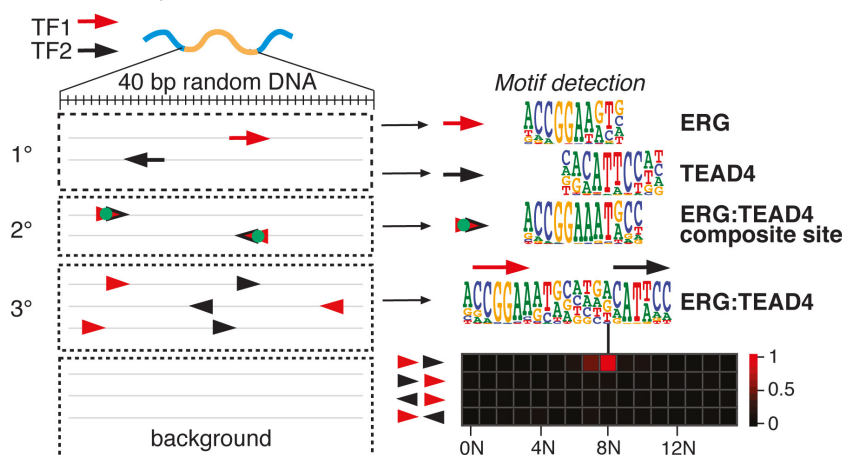 TF1
TF2
40 bp random DNA
Motif detection
1°
ERG
TEAD4
2°
ERG:TEAD4
composite site
3°
ERG:TEAD4
background
1
0.5
0
0N
4N
8N
12N